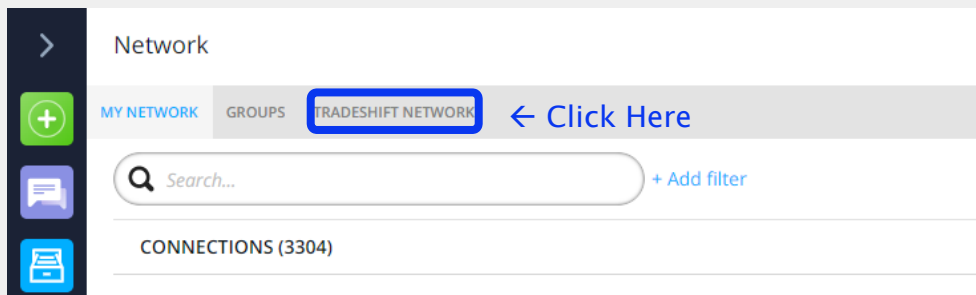 Network
MY NETWORK GROUPS TRADESHIFT NETWORK ← Click Here
Search... + Add filter
CONNECTIONS (3304)